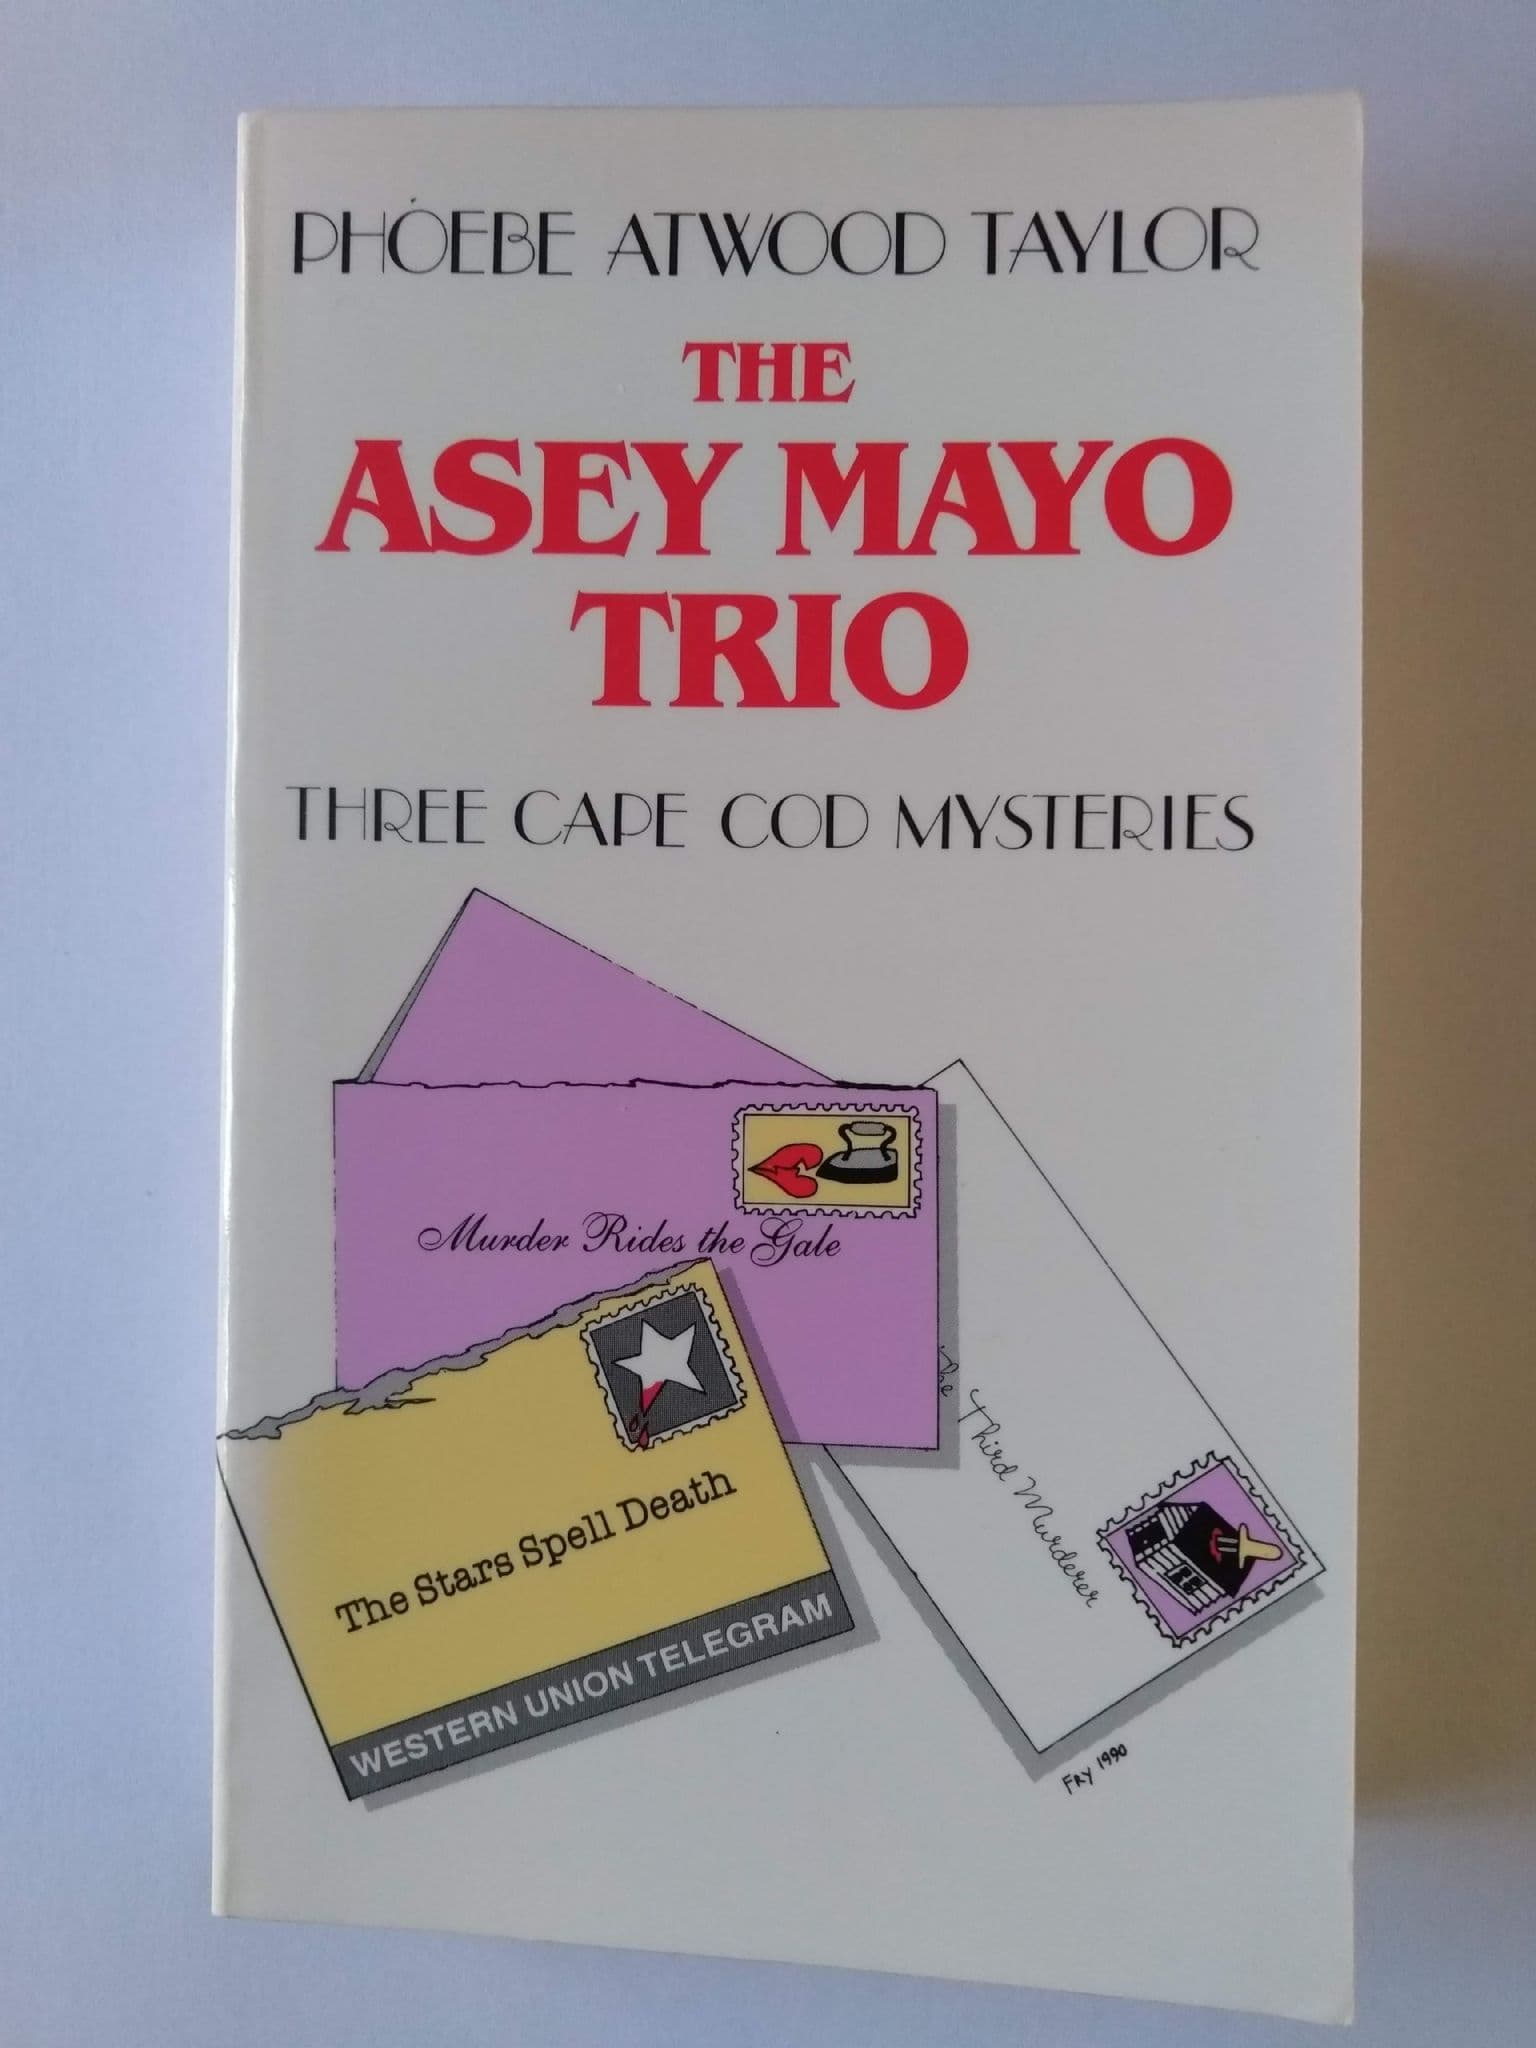 PHOEBE ATWOOD TAYLOR
THE
ASEY MAYO
TRIO
THREE CAPE COD MYSTERIES
Murder Rides the Gale
The Third Murderer
The Stars Spell Death
WESTERN UNION TELEGRAM
FRY 1990